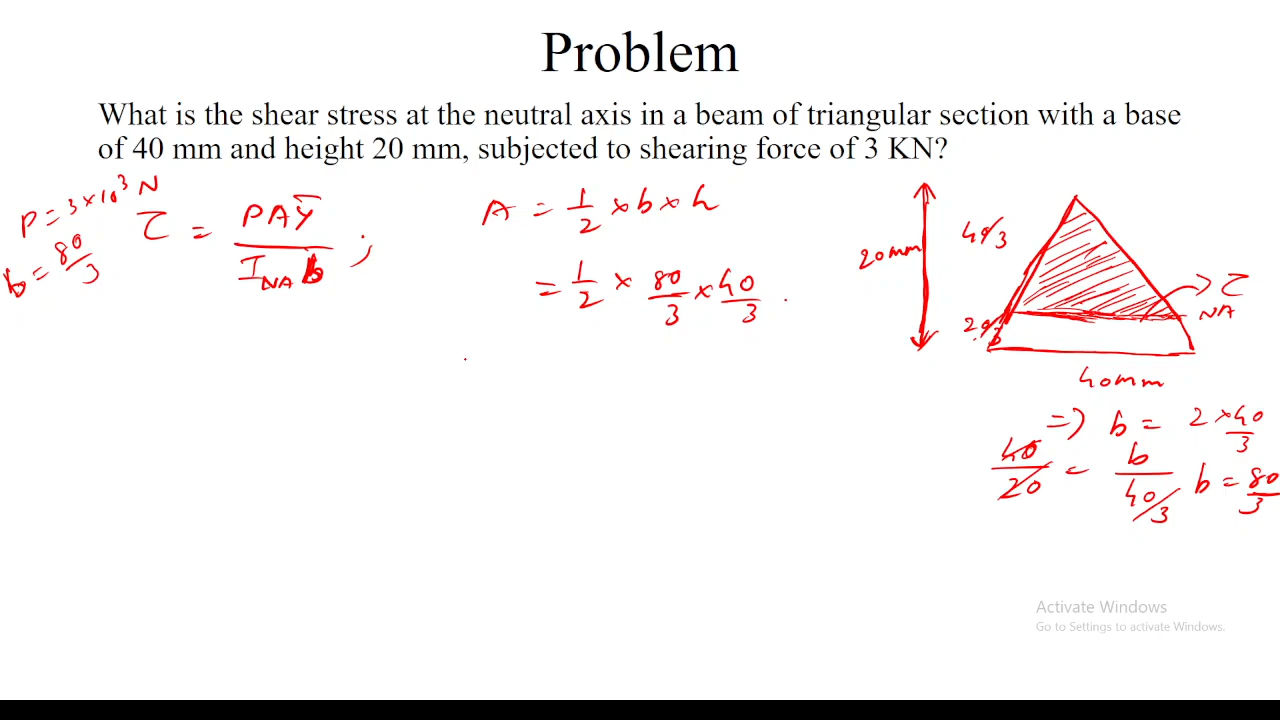 Problem
What is the shear stress at the neutral axis in a beam of triangular section with a base
of 40 mm and height 20 mm, subjected to shearing force of 3 KN?
P = 3 × 10³ N
b = 80/3
τ = PAȲ / I_NA b ;
A = 1/2 × b × h
= 1/2 × 80/3 × 40/3 .
20mm
40/3
20/3
τ
NA
40mm
=) b = 2 × 40/3
40/20 = b / 40/3
b = 80/3
Activate Windows
Go to Settings to activate Windows.